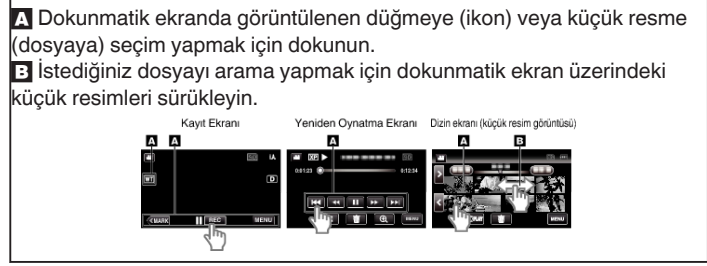 A Dokunmatik ekranda görüntülenen düğmeye (ikon) veya küçük resme
(dosyaya) seçim yapmak için dokunun.
B İstediğiniz dosyayı arama yapmak için dokunmatik ekran üzerindeki
küçük resimleri sürükleyin.
Kayıt Ekranı Yeniden Oynatma Ekranı Dizin ekranı (küçük resim görüntüsü)
A A A A B
XP
0:01:23 0:12:34
WT D
<MARK REC MENU MENU MENU